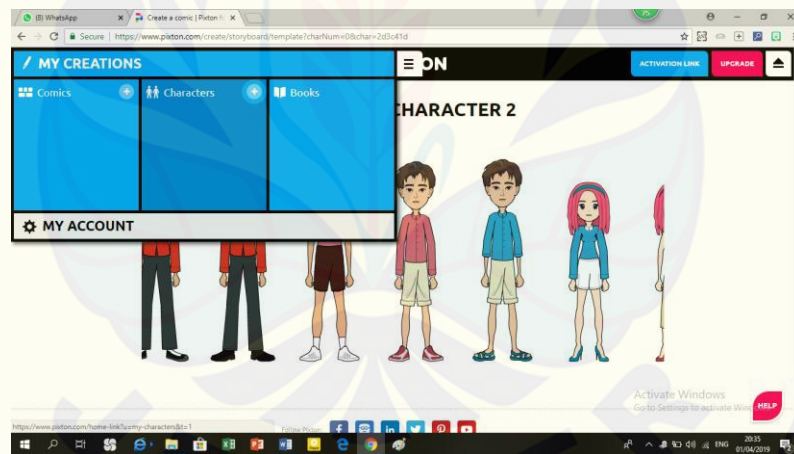 (8) WhatsApp
Create a comic | Pixton f
Secure | https://www.pixton.com/create/storyboard/template?charNum=0&char=2d3c41d
MY CREATIONS
ON
ACTIVATION LINK
UPGRADE
Comics
Characters
Books
CHARACTER 2
MY ACCOUNT
Activate Windows
Go to Settings to activate Win
HELP
https://www.pixton.com/home-link?u=my-characters&t=1
Follow Pixton:
ENG
20:35
01/04/2019